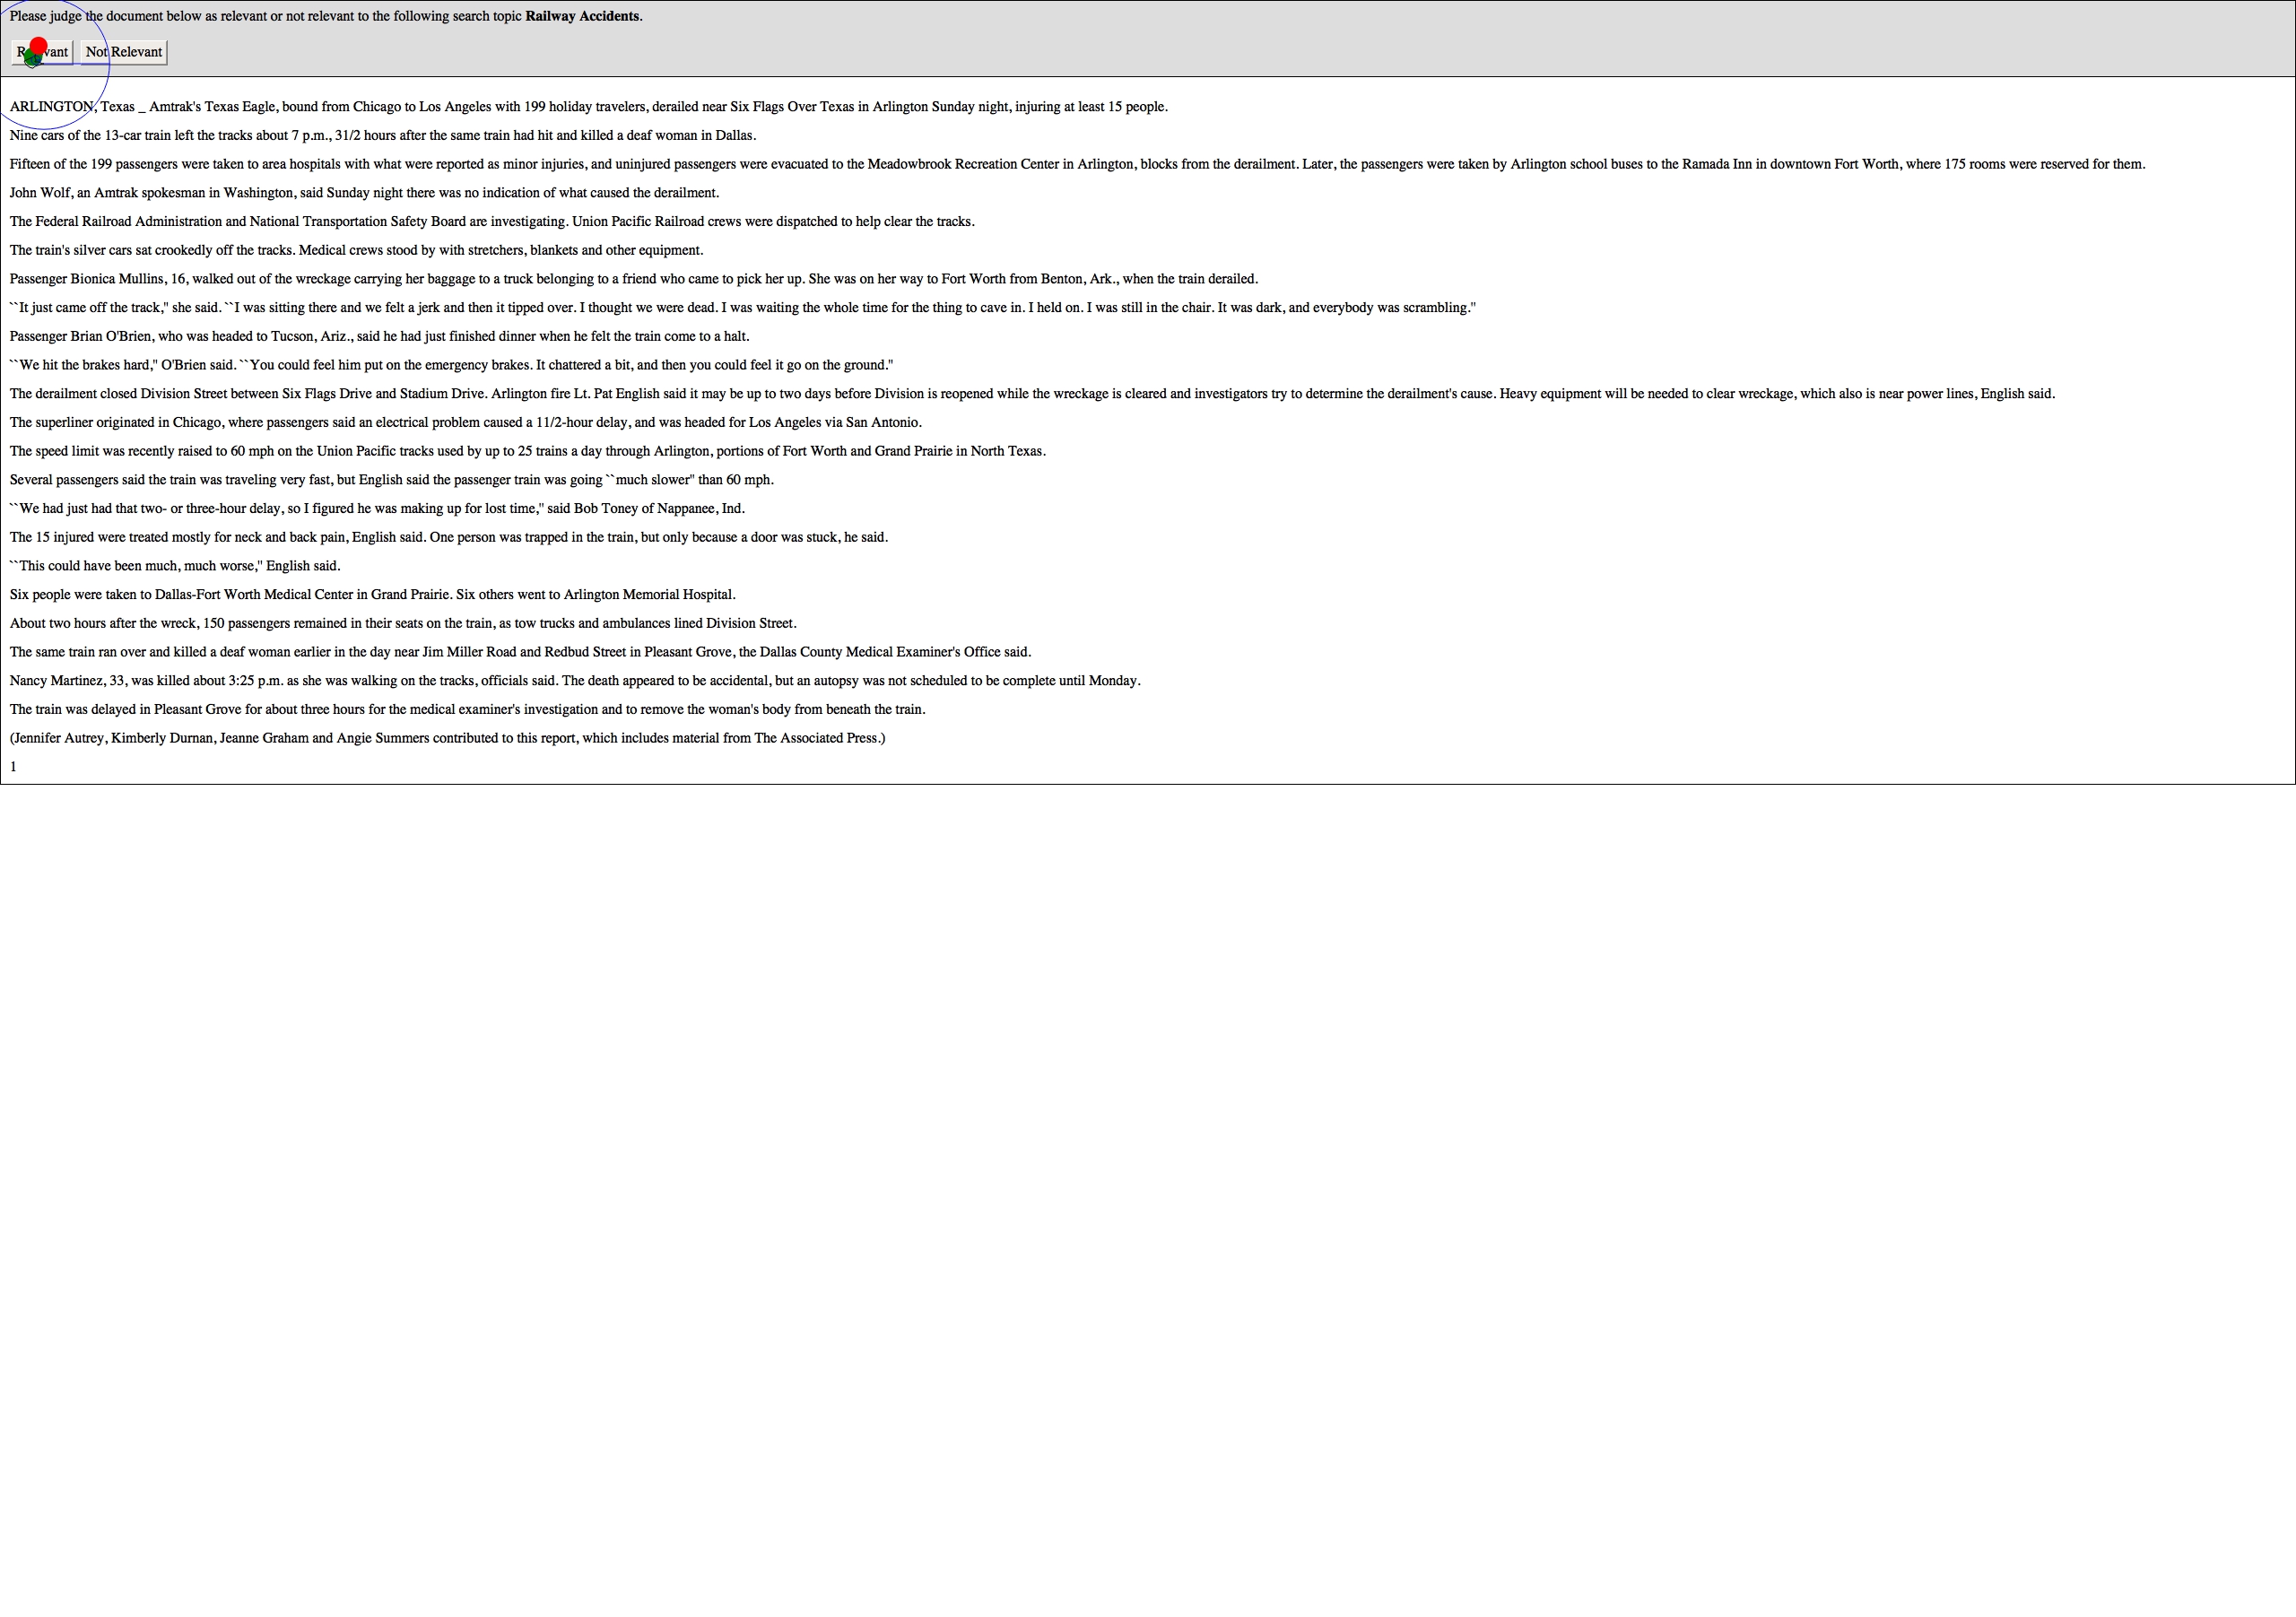 Please judge the document below as relevant or not relevant to the following search topic Railway Accidents.
Not Relevant
ARLINGTON, Texas _ Amtrak's Texas Eagle, bound from Chicago to Los Angeles with 199 holiday travelers, derailed near Six Flags Over Texas in Arlington Sunday night, injuring at least 15 people.
Nine cars of the 13-car train left the tracks about 7 p.m., 31/2 hours after the same train had hit and killed a deaf woman in Dallas.
Fifteen of the 199 passengers were taken to area hospitals with what were reported as minor injuries, and uninjured passengers were evacuated to the Meadowbrook Recreation Center in Arlington, blocks from the derailment. Later, the passengers were taken by Arlington school buses to the Ramada Inn in downtown Fort Worth, where 175 rooms were reserved for them.
John Wolf, an Amtrak spokesman in Washington, said Sunday night there was no indication of what caused the derailment.
The Federal Railroad Administration and National Transportation Safety Board are investigating. Union Pacific Railroad crews were dispatched to help clear the tracks.
The train's silver cars sat crookedly off the tracks. Medical crews stood by with stretchers, blankets and other equipment.
Passenger Bionica Mullins, 16, walked out of the wreckage carrying her baggage to a truck belonging to a friend who came to pick her up. She was on her way to Fort Worth from Benton, Ark., when the train derailed.
``It just came off the track,'' she said. ``I was sitting there and we felt a jerk and then it tipped over. I thought we were dead. I was waiting the whole time for the thing to cave in. I held on. I was still in the chair. It was dark, and everybody was scrambling.''
Passenger Brian O'Brien, who was headed to Tucson, Ariz., said he had just finished dinner when he felt the train come to a halt.
``We hit the brakes hard,'' O'Brien said. ``You could feel him put on the emergency brakes. It chattered a bit, and then you could feel it go on the ground.''
The derailment closed Division Street between Six Flags Drive and Stadium Drive. Arlington fire Lt. Pat English said it may be up to two days before Division is reopened while the wreckage is cleared and investigators try to determine the derailment's cause. Heavy equipment will be needed to clear wreckage, which also is near power lines, English said.
The superliner originated in Chicago, where passengers said an electrical problem caused a 11/2-hour delay, and was headed for Los Angeles via San Antonio.
The speed limit was recently raised to 60 mph on the Union Pacific tracks used by up to 25 trains a day through Arlington, portions of Fort Worth and Grand Prairie in North Texas.
Several passengers said the train was traveling very fast, but English said the passenger train was going ``much slower'' than 60 mph.
``We had just had that two- or three-hour delay, so I figured he was making up for lost time,'' said Bob Toney of Nappanee, Ind.
The 15 injured were treated mostly for neck and back pain, English said. One person was trapped in the train, but only because a door was stuck, he said.
``This could have been much, much worse,'' English said.
Six people were taken to Dallas-Fort Worth Medical Center in Grand Prairie. Six others went to Arlington Memorial Hospital.
About two hours after the wreck, 150 passengers remained in their seats on the train, as tow trucks and ambulances lined Division Street.
The same train ran over and killed a deaf woman earlier in the day near Jim Miller Road and Redbud Street in Pleasant Grove, the Dallas County Medical Examiner's Office said.
Nancy Martinez, 33, was killed about 3:25 p.m. as she was walking on the tracks, officials said. The death appeared to be accidental, but an autopsy was not scheduled to be complete until Monday.
The train was delayed in Pleasant Grove for about three hours for the medical examiner's investigation and to remove the woman's body from beneath the train.
(Jennifer Autrey, Kimberly Durnan, Jeanne Graham and Angie Summers contributed to this report, which includes material from The Associated Press.)
1